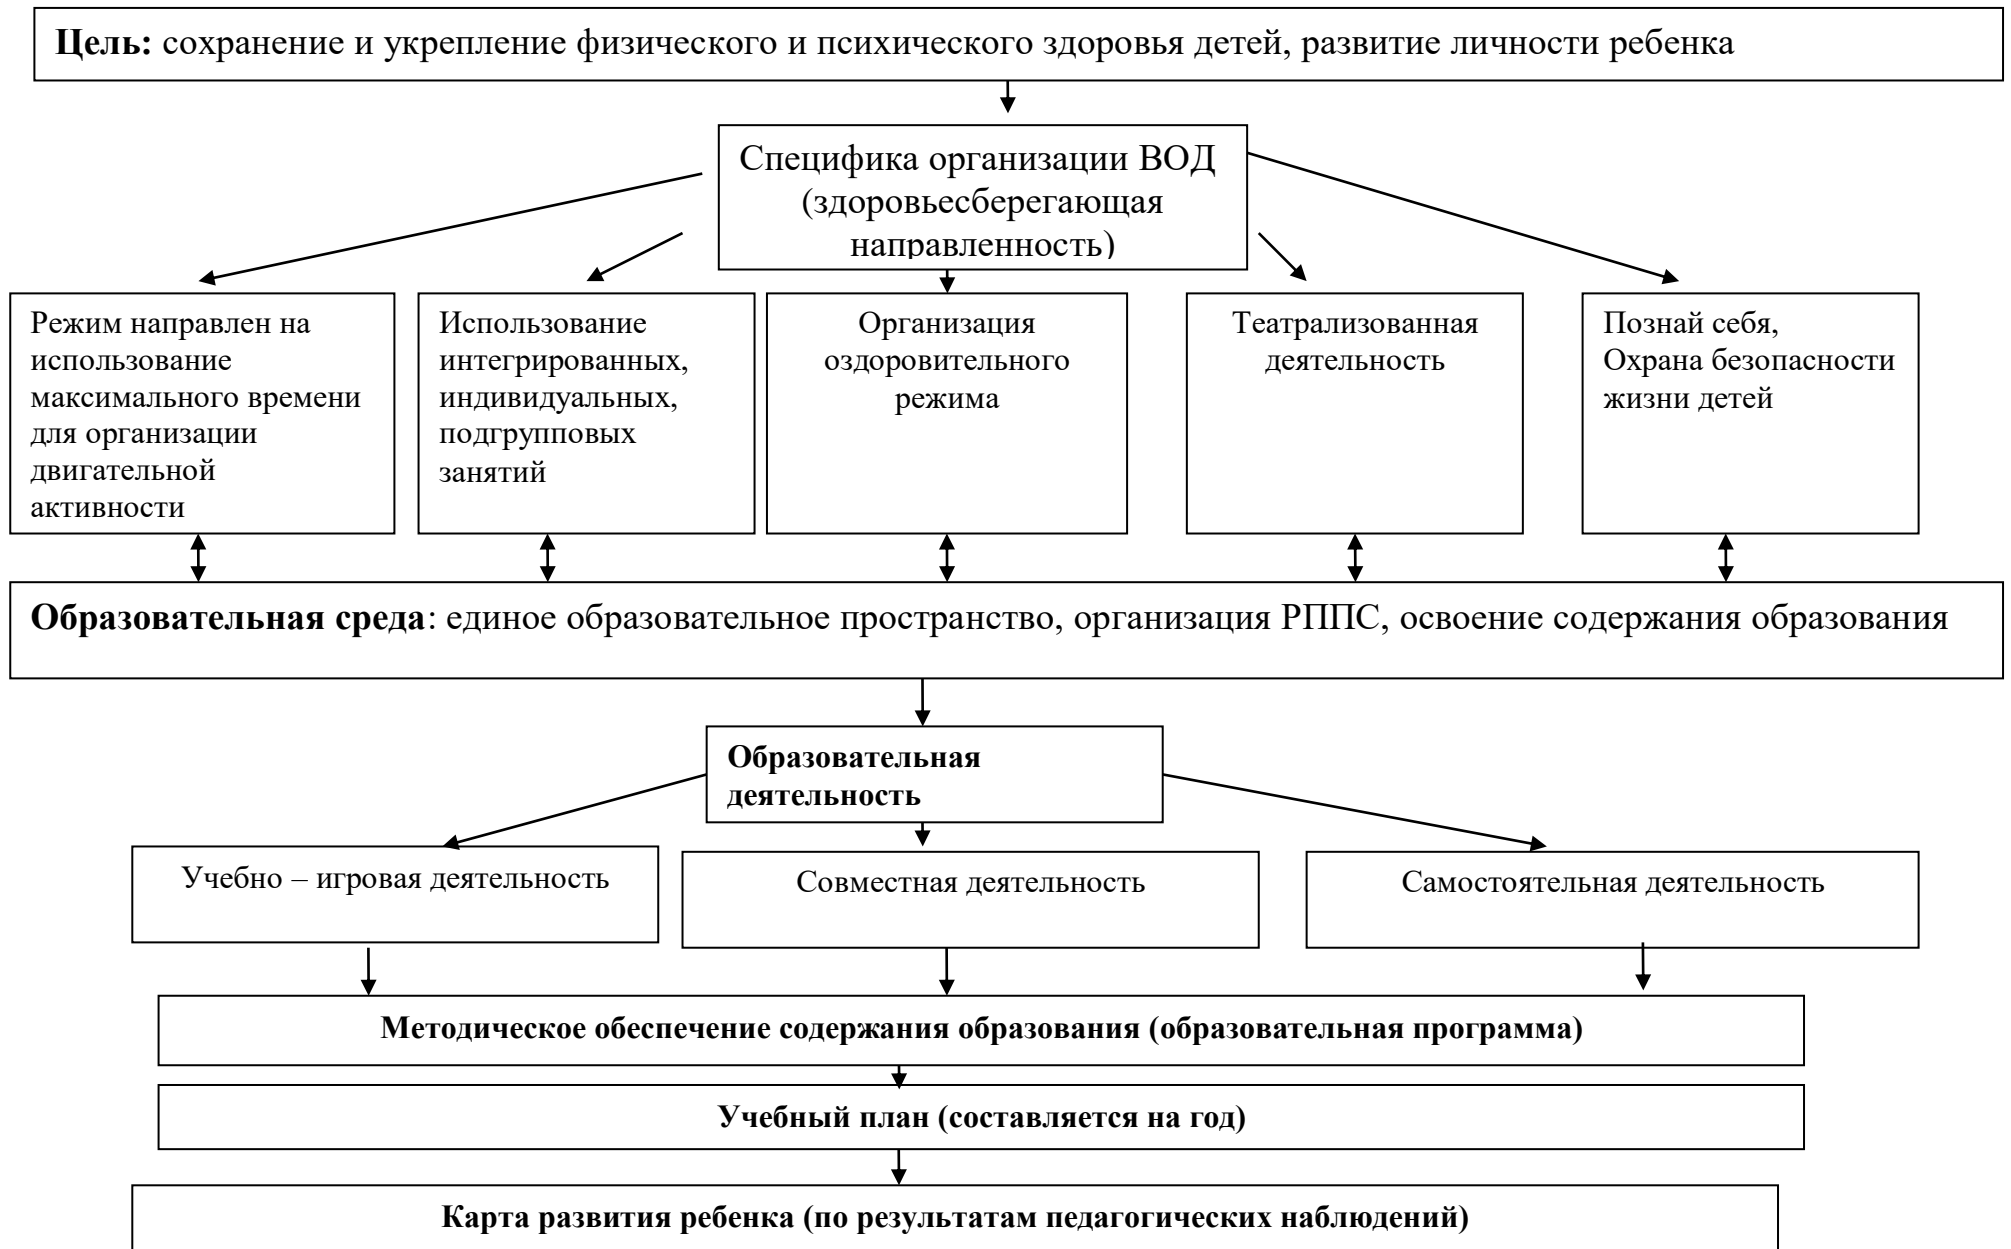 Цель: сохранение и укрепление физического и психического здоровья детей, развитие личности ребенка
Специфика организации ВОД
(здоровьесберегающая
направленность)
Режим направлен на
использование
максимального времени
для организации
двигательной
активности
Использование
интегрированных,
индивидуальных,
подгрупповых
занятий
Организация
оздоровительного
режима
Театрализованная
деятельность
Познай себя,
Охрана безопасности
жизни детей
Образовательная среда: единое образовательное пространство, организация РППС, освоение содержания образования
Образовательная
деятельность
Учебно – игровая деятельность
Совместная деятельность
Самостоятельная деятельность
Методическое обеспечение содержания образования (образовательная программа)
Учебный план (составляется на год)
Карта развития ребенка (по результатам педагогических наблюдений)